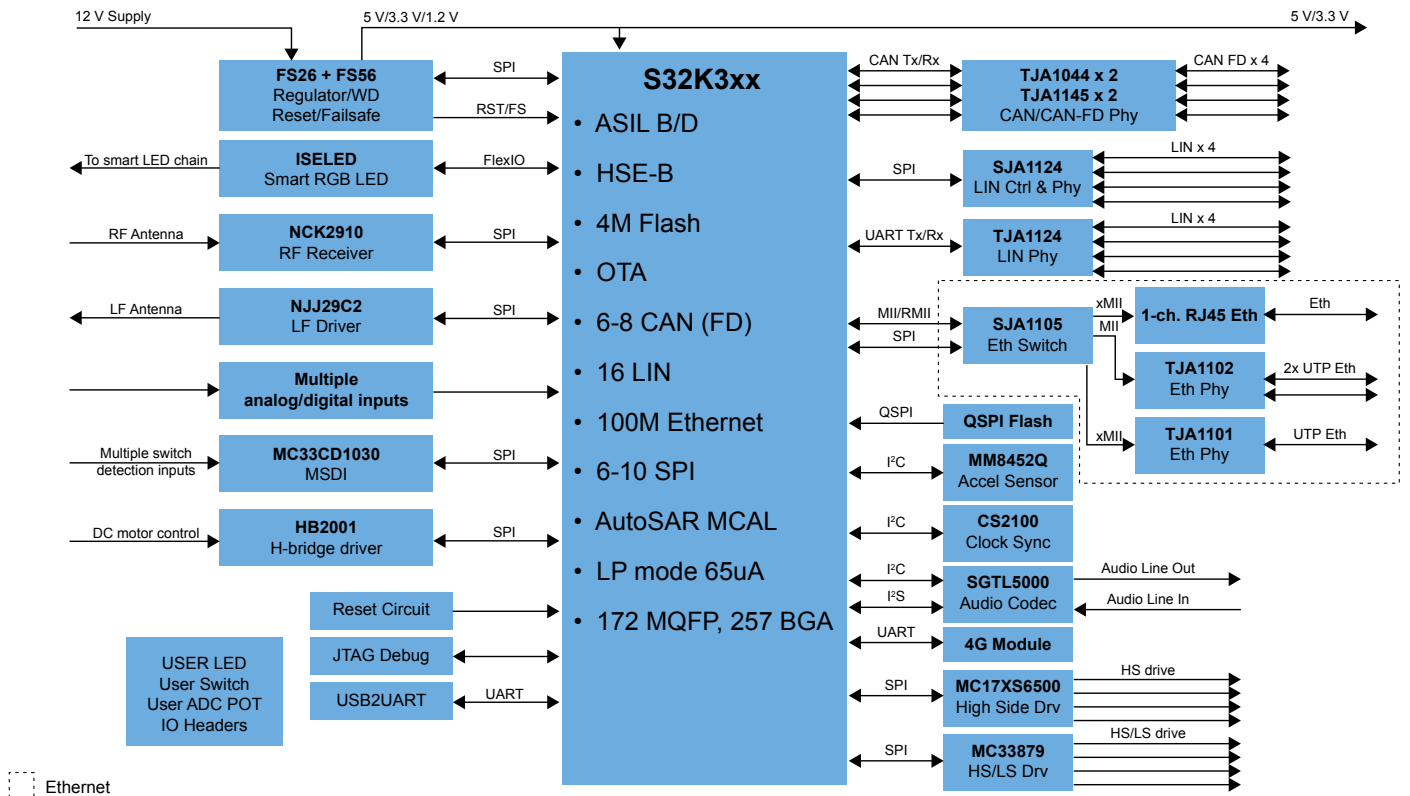 12 V Supply
5 V/3.3 V/1.2 V
5 V/3.3 V
FS26 + FS56
Regulator/WD
Reset/Failsafe
SPI
RST/FS
To smart LED chain
ISELED
Smart RGB LED
FlexIO
RF Antenna
NCK2910
RF Receiver
SPI
LF Antenna
NJJ29C2
LF Driver
SPI
Multiple
analog/digital inputs
Multiple switch
detection inputs
MC33CD1030
MSDI
SPI
DC motor control
HB2001
H-bridge driver
SPI
Reset Circuit
JTAG Debug
USB2UART
UART
USER LED
User Switch
User ADC POT
IO Headers
Ethernet
S32K3xx
• ASIL B/D
• HSE-B
• 4M Flash
• OTA
• 6-8 CAN (FD)
• 16 LIN
• 100M Ethernet
• 6-10 SPI
• AutoSAR MCAL
• LP mode 65uA
• 172 MQFP, 257 BGA
CAN Tx/Rx
TJA1044 x 2
TJA1145 x 2
CAN/CAN-FD Phy
CAN FD x 4
SPI
SJA1124
LIN Ctrl & Phy
LIN x 4
UART Tx/Rx
TJA1124
LIN Phy
LIN x 4
MII/RMII
SPI
SJA1105
Eth Switch
xMII
MII
xMII
1-ch. RJ45 Eth
Eth
TJA1102
Eth Phy
2x UTP Eth
TJA1101
Eth Phy
UTP Eth
QSPI
QSPI Flash
I²C
MM8452Q
Accel Sensor
I²C
CS2100
Clock Sync
I²C
I²S
SGTL5000
Audio Codec
Audio Line Out
Audio Line In
UART
4G Module
SPI
MC17XS6500
High Side Drv
HS drive
SPI
MC33879
HS/LS Drv
HS/LS drive